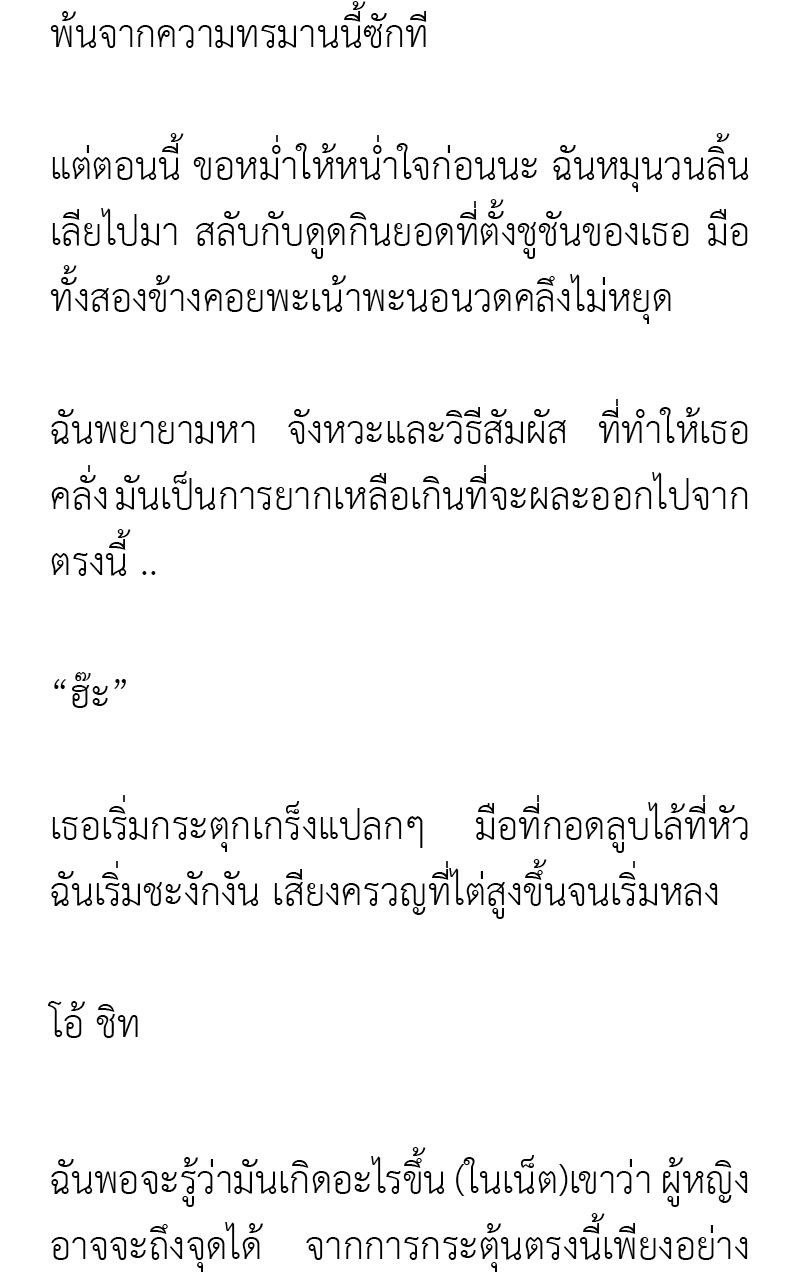 พ้นจากความทรมานนี้ซักที
แต่ตอนนี้ ขอหม่ำให้หน่ำใจก่อนนะ ฉันหมุนวนลิ้น
เลียไปมา สลับกับดูดกินยอดที่ตั้งชูชันของเธอ มือ
ทั้งสองข้างคอยพะเน้าพะนอนวดคลึงไม่หยุด
ฉันพยายามหา จังหวะและวิธีสัมผัส ที่ทำให้เธอ
คลั่ง มันเป็นการยากเหลือเกินที่จะผละออกไปจาก
ตรงนี้ ..
“ฮ๊ะ”
เธอเริ่มกระตุกเกร็งแปลกๆ มือที่กอดลูบไล้ที่หัว
ฉันเริ่มชะงักงัน เสียงครวญที่ไต่สูงขึ้นจนเริ่มหลง
โอ้ ชิท
ฉันพอจะรู้ว่ามันเกิดอะไรขึ้น (ในเน็ต)เขาว่า ผู้หญิง
อาจจะถึงจุดได้ จากการกระตุ้นตรงนี้เพียงอย่าง